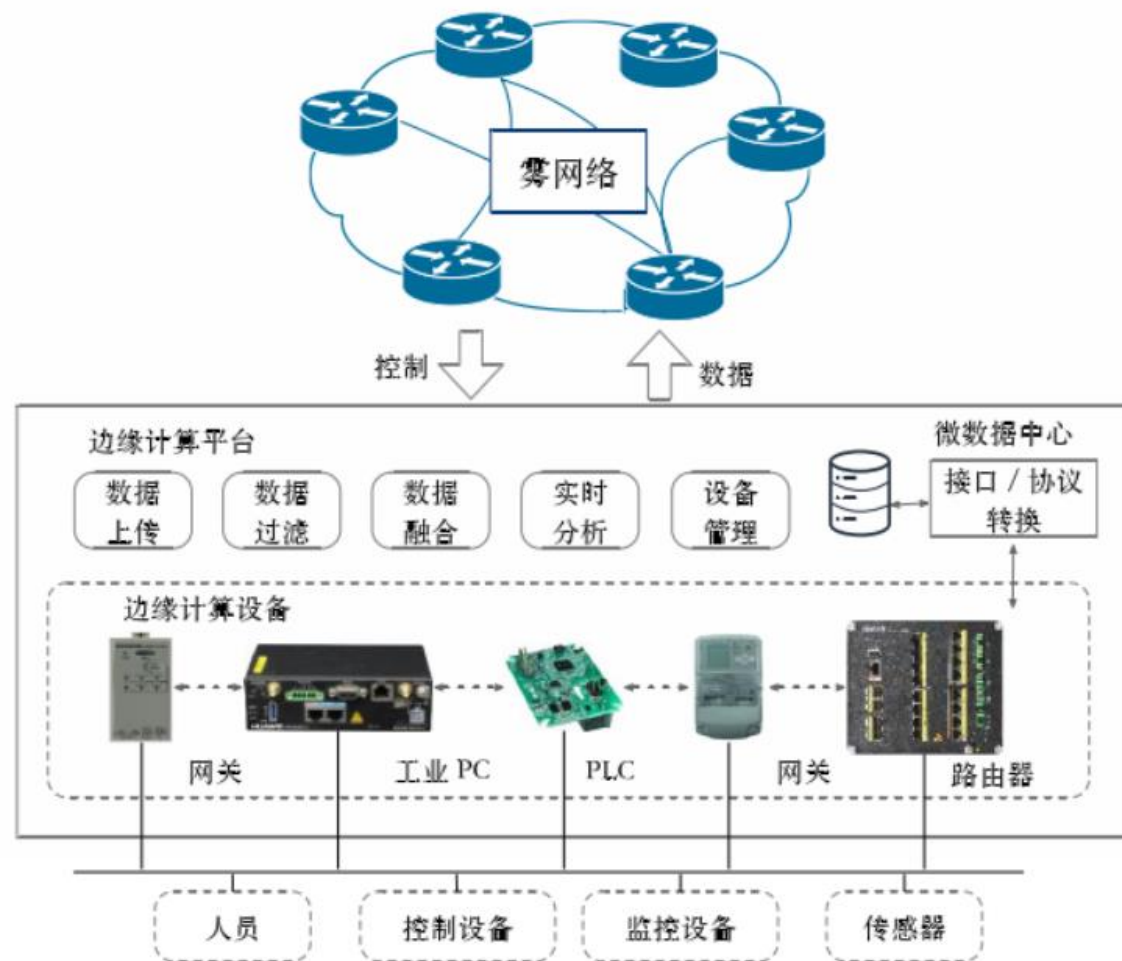 雾网络
控制
数据
边缘计算平台
微数据中心
数据
上传
数据
过滤
数据
融合
实时
分析
设备
管理
接口 / 协议
转换
边缘计算设备
网关
工业 PC
PLC
网关
路由器
人员
控制设备
监控设备
传感器